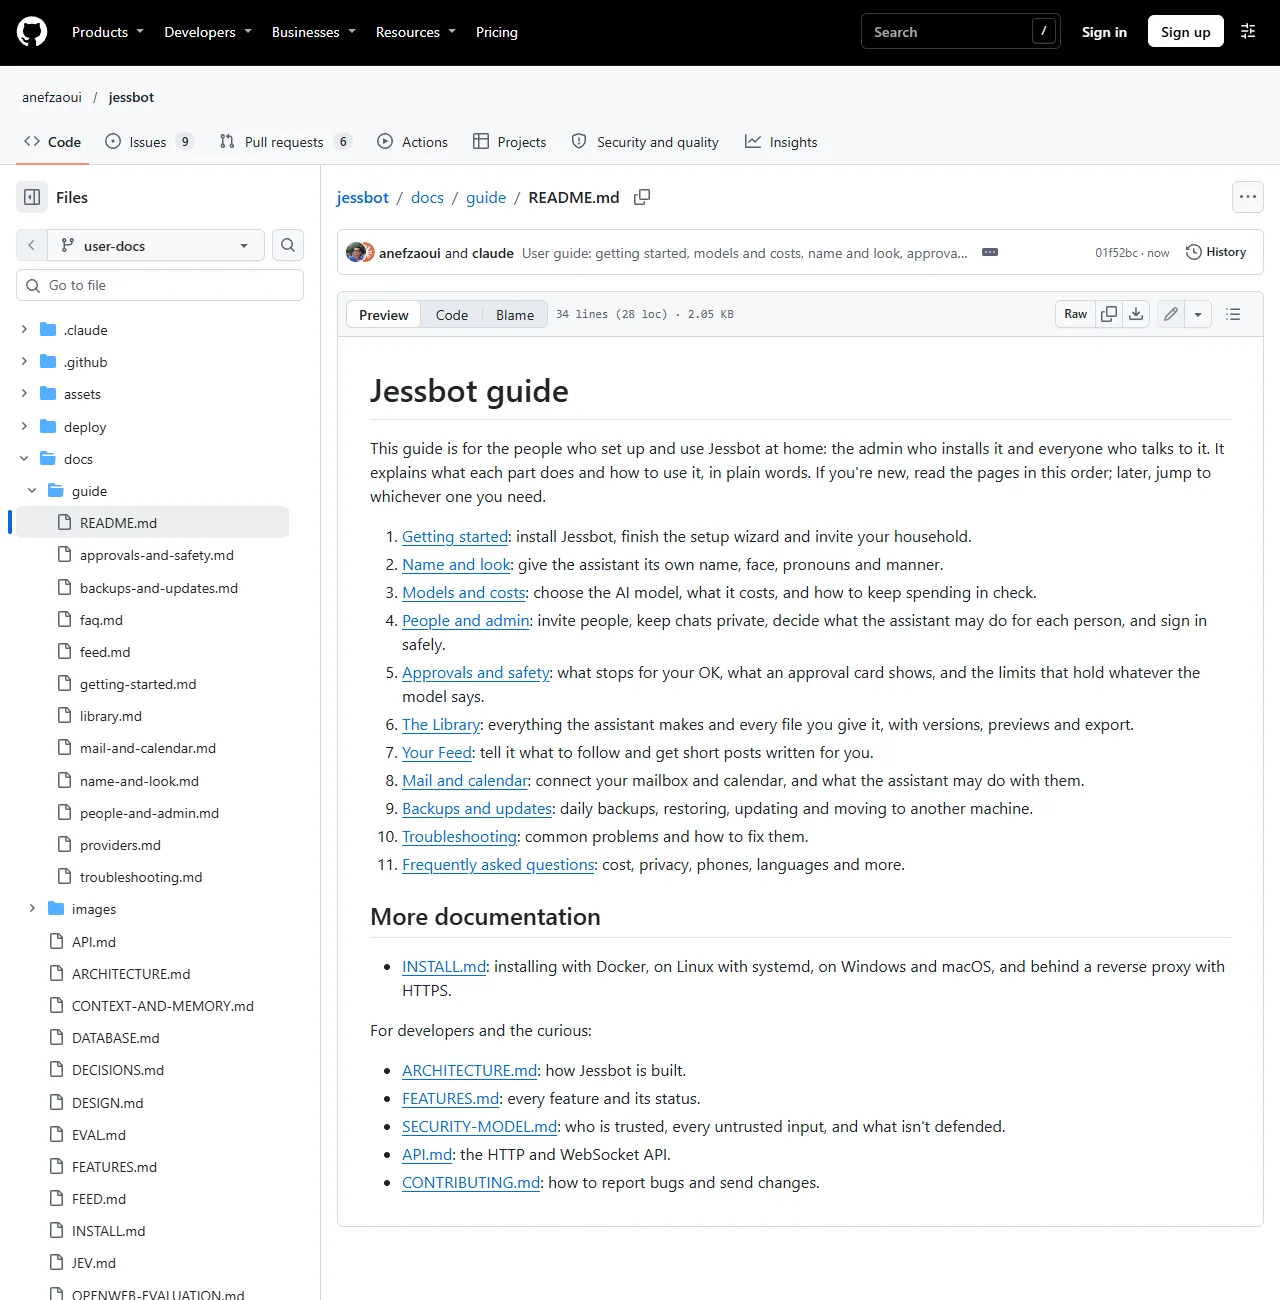 Products Developers Businesses Resources Pricing Search / Sign in Sign up
anefzaoui / jessbot
Code Issues 9 Pull requests 6 Actions Projects Security and quality Insights
Files
user-docs
Go to file
.claude
.github
assets
deploy
docs
guide
README.md
approvals-and-safety.md
backups-and-updates.md
faq.md
feed.md
getting-started.md
library.md
mail-and-calendar.md
name-and-look.md
people-and-admin.md
providers.md
troubleshooting.md
images
API.md
ARCHITECTURE.md
CONTEXT-AND-MEMORY.md
DATABASE.md
DECISIONS.md
DESIGN.md
EVAL.md
FEATURES.md
FEED.md
INSTALL.md
JEV.md
OPENWEB-EVALUATION.md
jessbot / docs / guide / README.md
anefzaoui and claude User guide: getting started, models and costs, name and look, approva... 01f52bc · now History
Preview Code Blame 34 lines (28 loc) · 2.05 KB Raw
Jessbot guide
This guide is for the people who set up and use Jessbot at home: the admin who installs it and everyone who talks to it. It
explains what each part does and how to use it, in plain words. If you're new, read the pages in this order; later, jump to
whichever one you need.
1. Getting started: install Jessbot, finish the setup wizard and invite your household.
2. Name and look: give the assistant its own name, face, pronouns and manner.
3. Models and costs: choose the AI model, what it costs, and how to keep spending in check.
4. People and admin: invite people, keep chats private, decide what the assistant may do for each person, and sign in
safely.
5. Approvals and safety: what stops for your OK, what an approval card shows, and the limits that hold whatever the
model says.
6. The Library: everything the assistant makes and every file you give it, with versions, previews and export.
7. Your Feed: tell it what to follow and get short posts written for you.
8. Mail and calendar: connect your mailbox and calendar, and what the assistant may do with them.
9. Backups and updates: daily backups, restoring, updating and moving to another machine.
10. Troubleshooting: common problems and how to fix them.
11. Frequently asked questions: cost, privacy, phones, languages and more.
More documentation
• INSTALL.md: installing with Docker, on Linux with systemd, on Windows and macOS, and behind a reverse proxy with
HTTPS.
For developers and the curious:
• ARCHITECTURE.md: how Jessbot is built.
• FEATURES.md: every feature and its status.
• SECURITY-MODEL.md: who is trusted, every untrusted input, and what isn't defended.
• API.md: the HTTP and WebSocket API.
• CONTRIBUTING.md: how to report bugs and send changes.